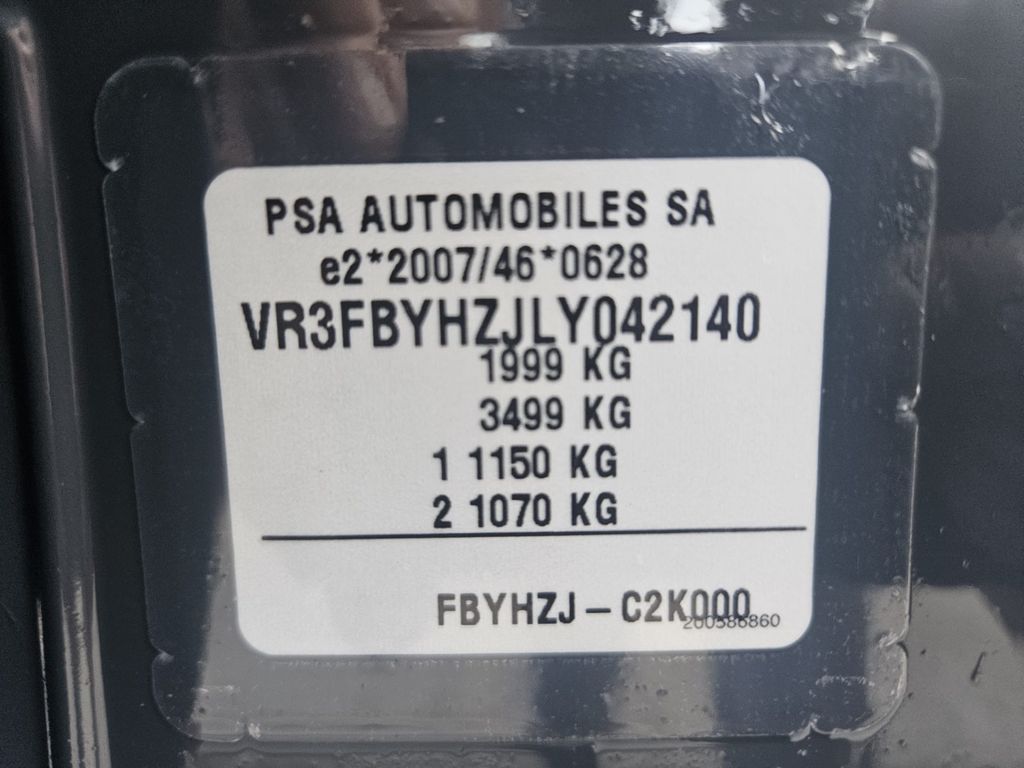 PSA AUTOMOBILES SA
e2*2007/46*0628
VR3FBYHZJLY042140
1999 KG
3499 KG
1 1150 KG
2 1070 KG
FBYHZJ – C2K000
200586860